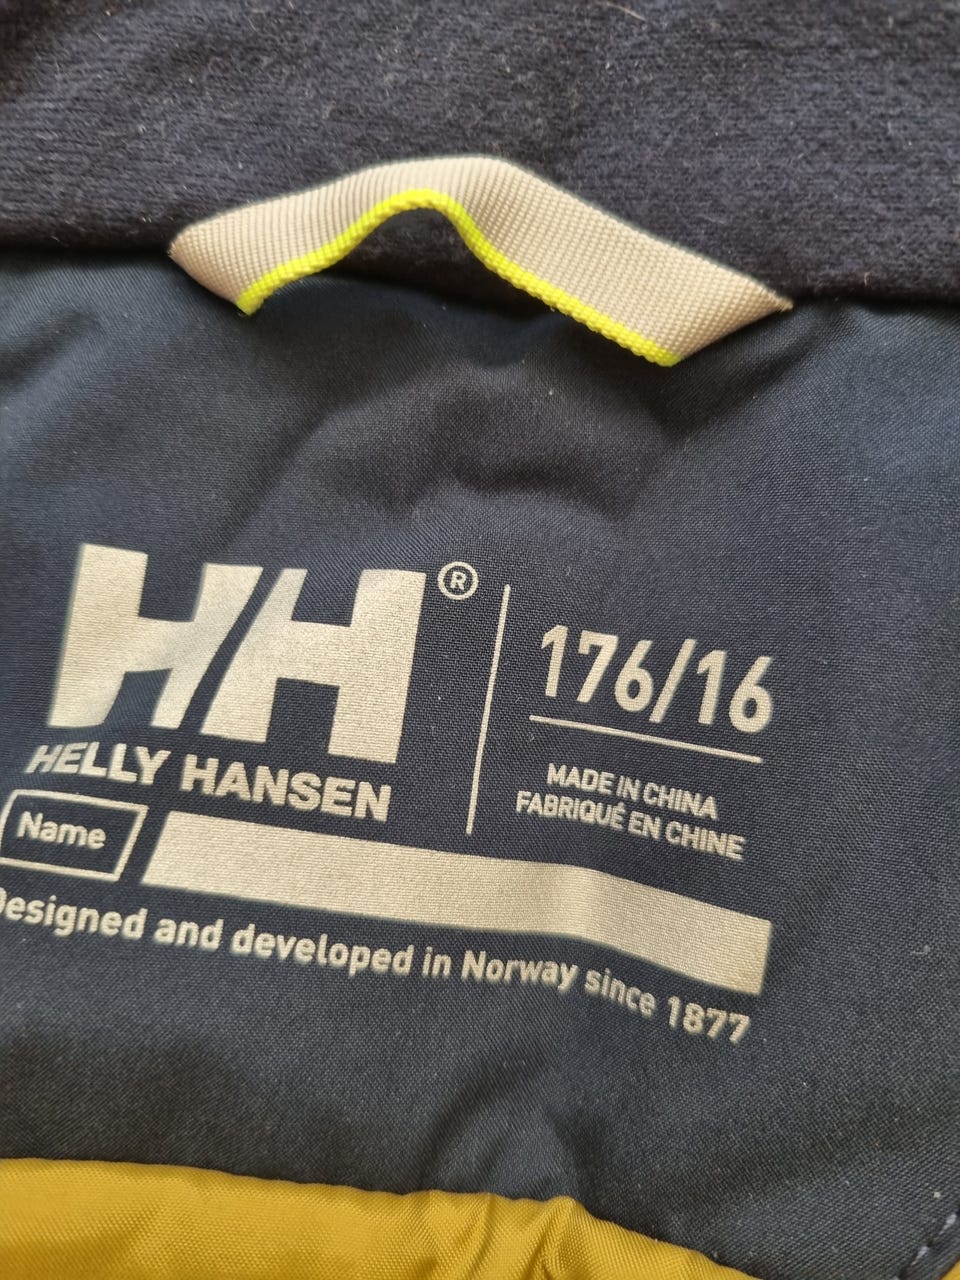 HH®
HELLY HANSEN
176/16
MADE IN CHINA
FABRIQUÉ EN CHINE
Name
Designed and developed in Norway since 1877